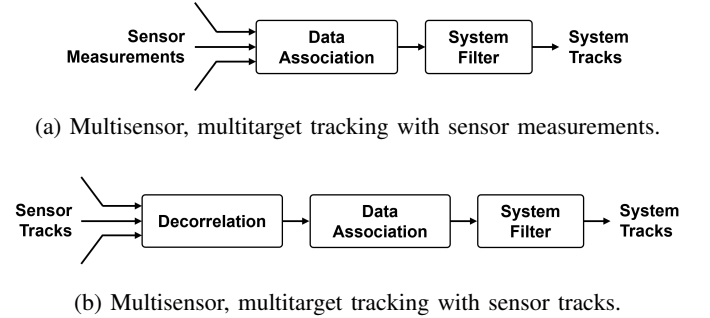 Sensor
Measurements
Data
Association
System
Filter
System
Tracks
(a) Multisensor, multitarget tracking with sensor measurements.
Sensor
Tracks
Decorrelation
Data
Association
System
Filter
System
Tracks
(b) Multisensor, multitarget tracking with sensor tracks.